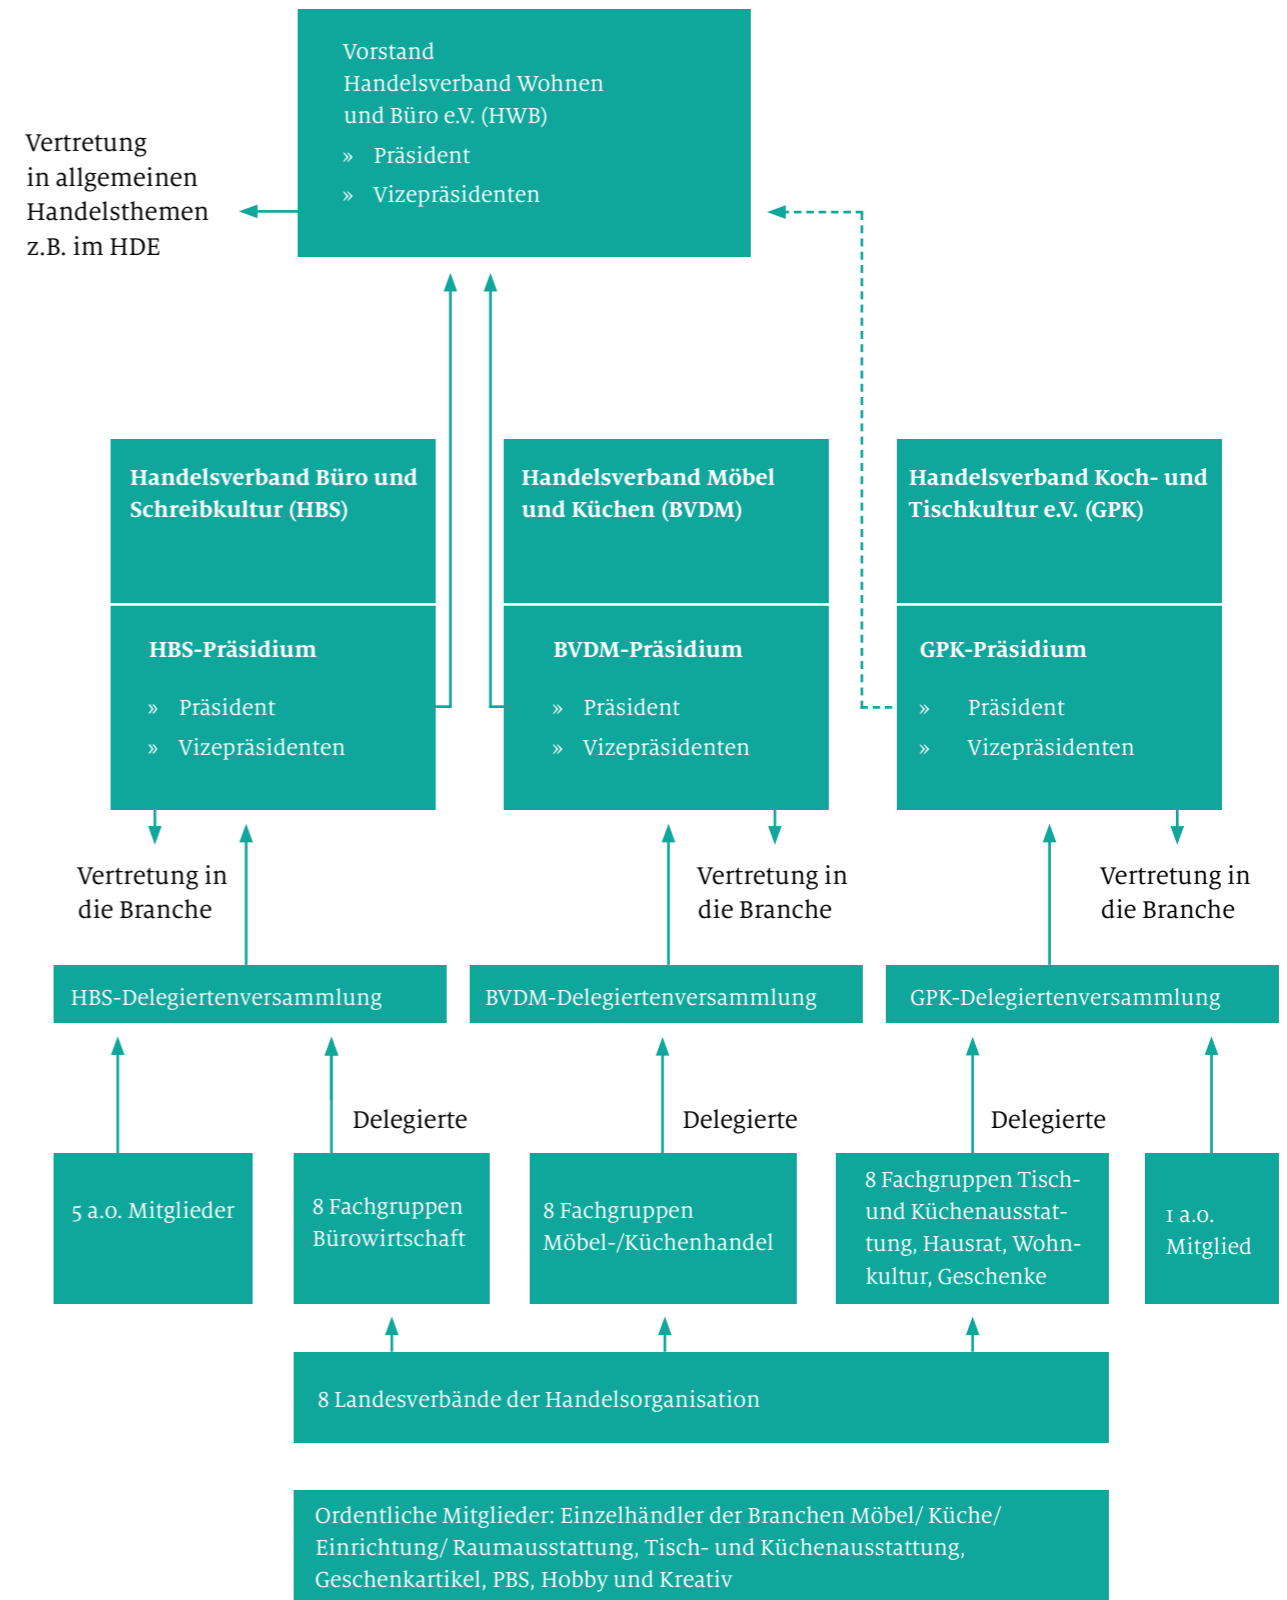 Vorstand
Handelsverband Wohnen
und Büro e.V. (HWB)
» Präsident
» Vizepräsidenten
Vertretung
in allgemeinen
Handelsthemen
z.B. im HDE
Handelsverband Büro und
Schreibkultur (HBS)
HBS-Präsidium
» Präsident
» Vizepräsidenten
Handelsverband Möbel
und Küchen (BVDM)
BVDM-Präsidium
» Präsident
» Vizepräsidenten
Handelsverband Koch- und
Tischkultur e.V. (GPK)
GPK-Präsidium
» Präsident
» Vizepräsidenten
Vertretung in
die Branche
Vertretung in
die Branche
Vertretung in
die Branche
HBS-Delegiertenversammlung
BVDM-Delegiertenversammlung
GPK-Delegiertenversammlung
Delegierte
Delegierte
Delegierte
5 a.o. Mitglieder
8 Fachgruppen
Bürowirtschaft
8 Fachgruppen
Möbel-/Küchenhandel
8 Fachgruppen Tisch-
und Küchenausstat-
tung, Hausrat, Wohn-
kultur, Geschenke
1 a.o.
Mitglied
8 Landesverbände der Handelsorganisation
Ordentliche Mitglieder: Einzelhändler der Branchen Möbel/ Küche/
Einrichtung/ Raumausstattung, Tisch- und Küchenausstattung,
Geschenkartikel, PBS, Hobby und Kreativ